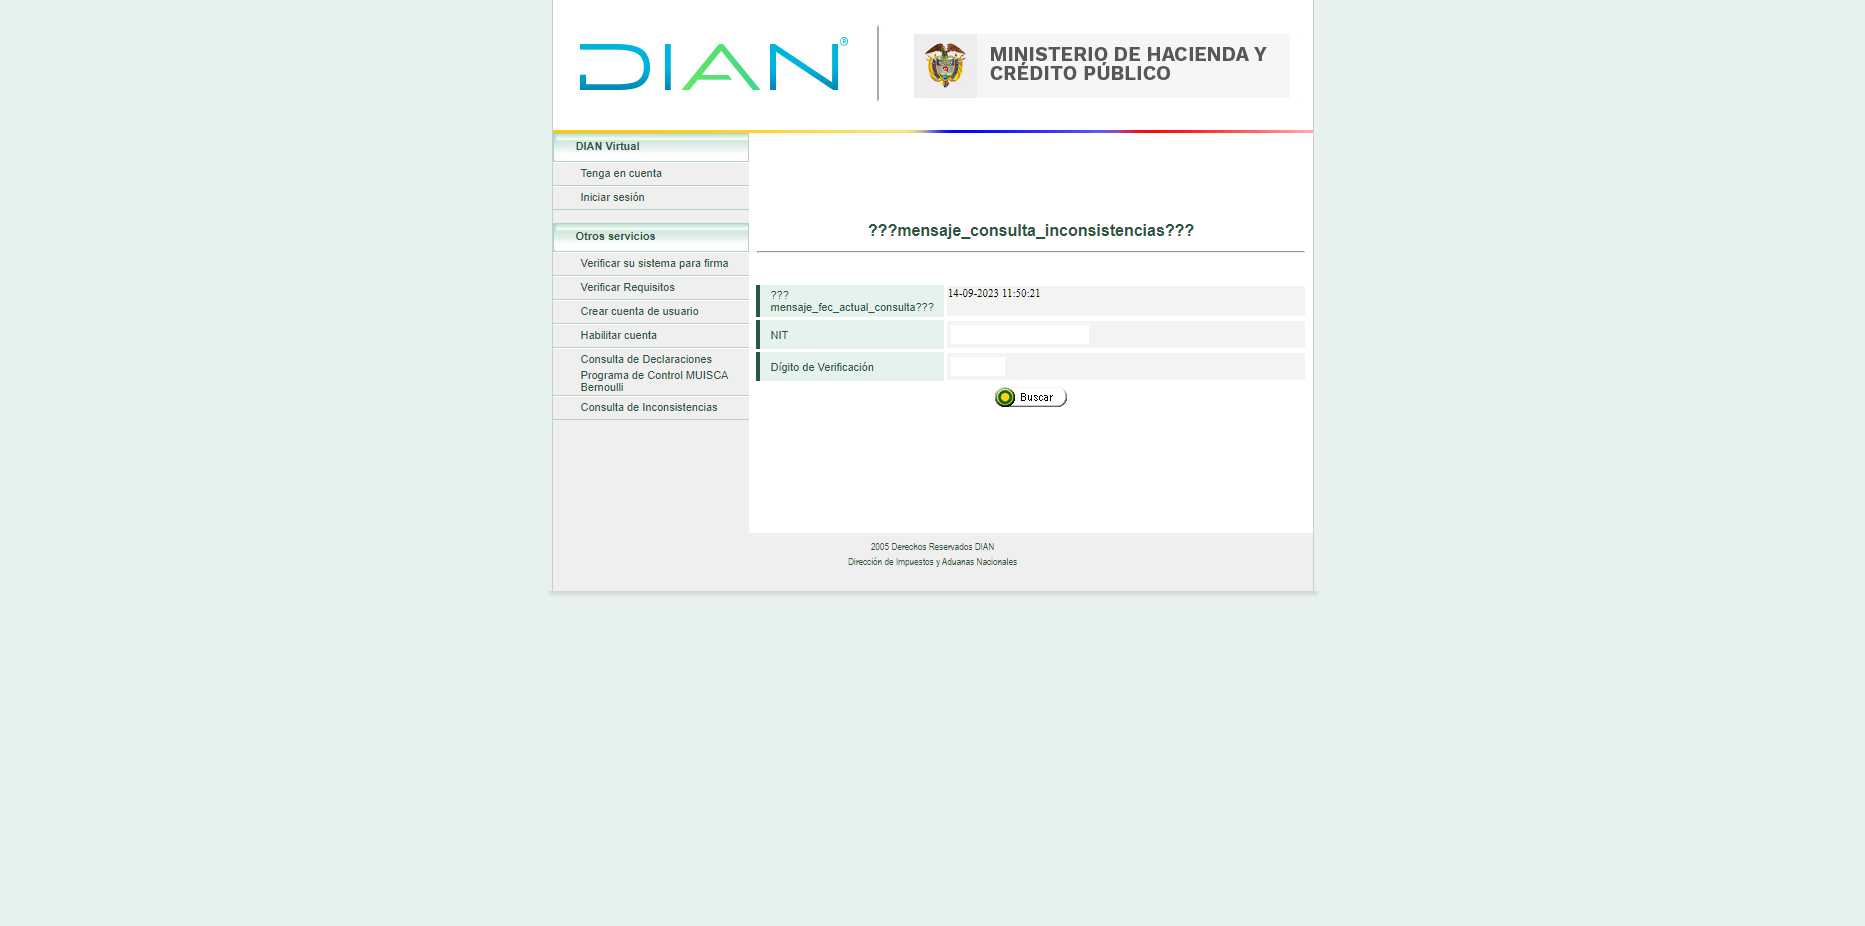 DIAN®
MINISTERIO DE HACIENDA Y
CRÉDITO PÚBLICO
DIAN Virtual
Tenga en cuenta
Iniciar sesión
Otros servicios
Verificar su sistema para firma
Verificar Requisitos
Crear cuenta de usuario
Habilitar cuenta
Consulta de Declaraciones
Programa de Control MUISCA
Bernoulli
Consulta de Inconsistencias
???mensaje_consulta_inconsistencias???
???
mensaje_fec_actual_consulta???
14-09-2023 11:50:21
NIT
Dígito de Verificación
Buscar
2005 Derechos Reservados DIAN
Dirección de Impuestos y Aduanas Nacionales